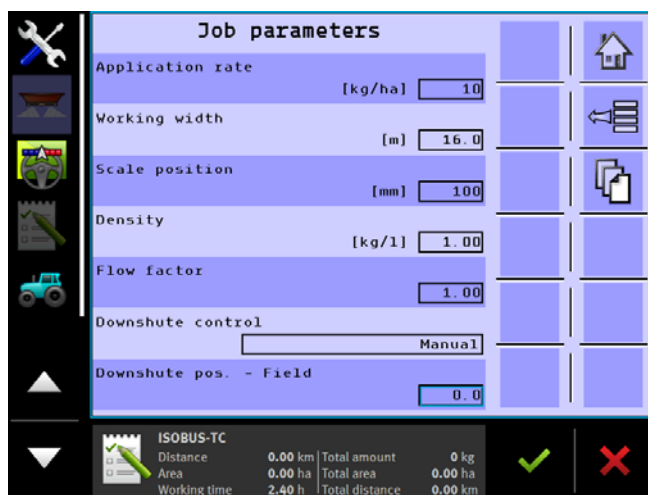 Job parameters
Application rate
[kg/ha] 10
Working width
[m] 16.0
Scale position
[mm] 100
Density
[kg/l] 1.00
Flow factor
1.00
Downshute control
Manual
Downshute pos. - Field
0.0
ISOBUS-TC
Distance 0.00 km Total amount 0 kg
Area 0.00 ha Total area 0.00 ha
Working time 2.40 h Total distance 0.00 km